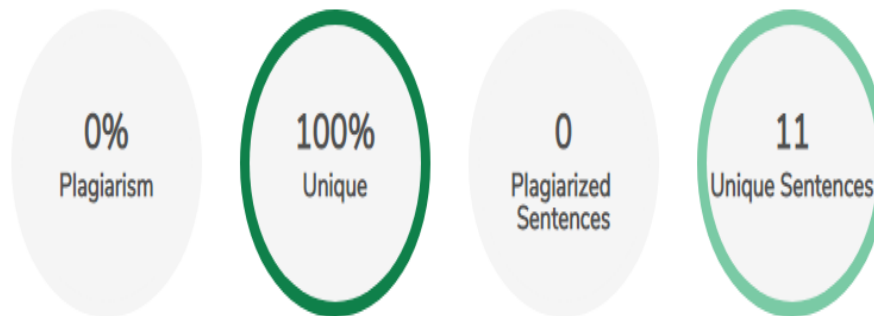 0%
Plagiarism
100%
Unique
0
Plagiarized
Sentences
11
Unique Sentences